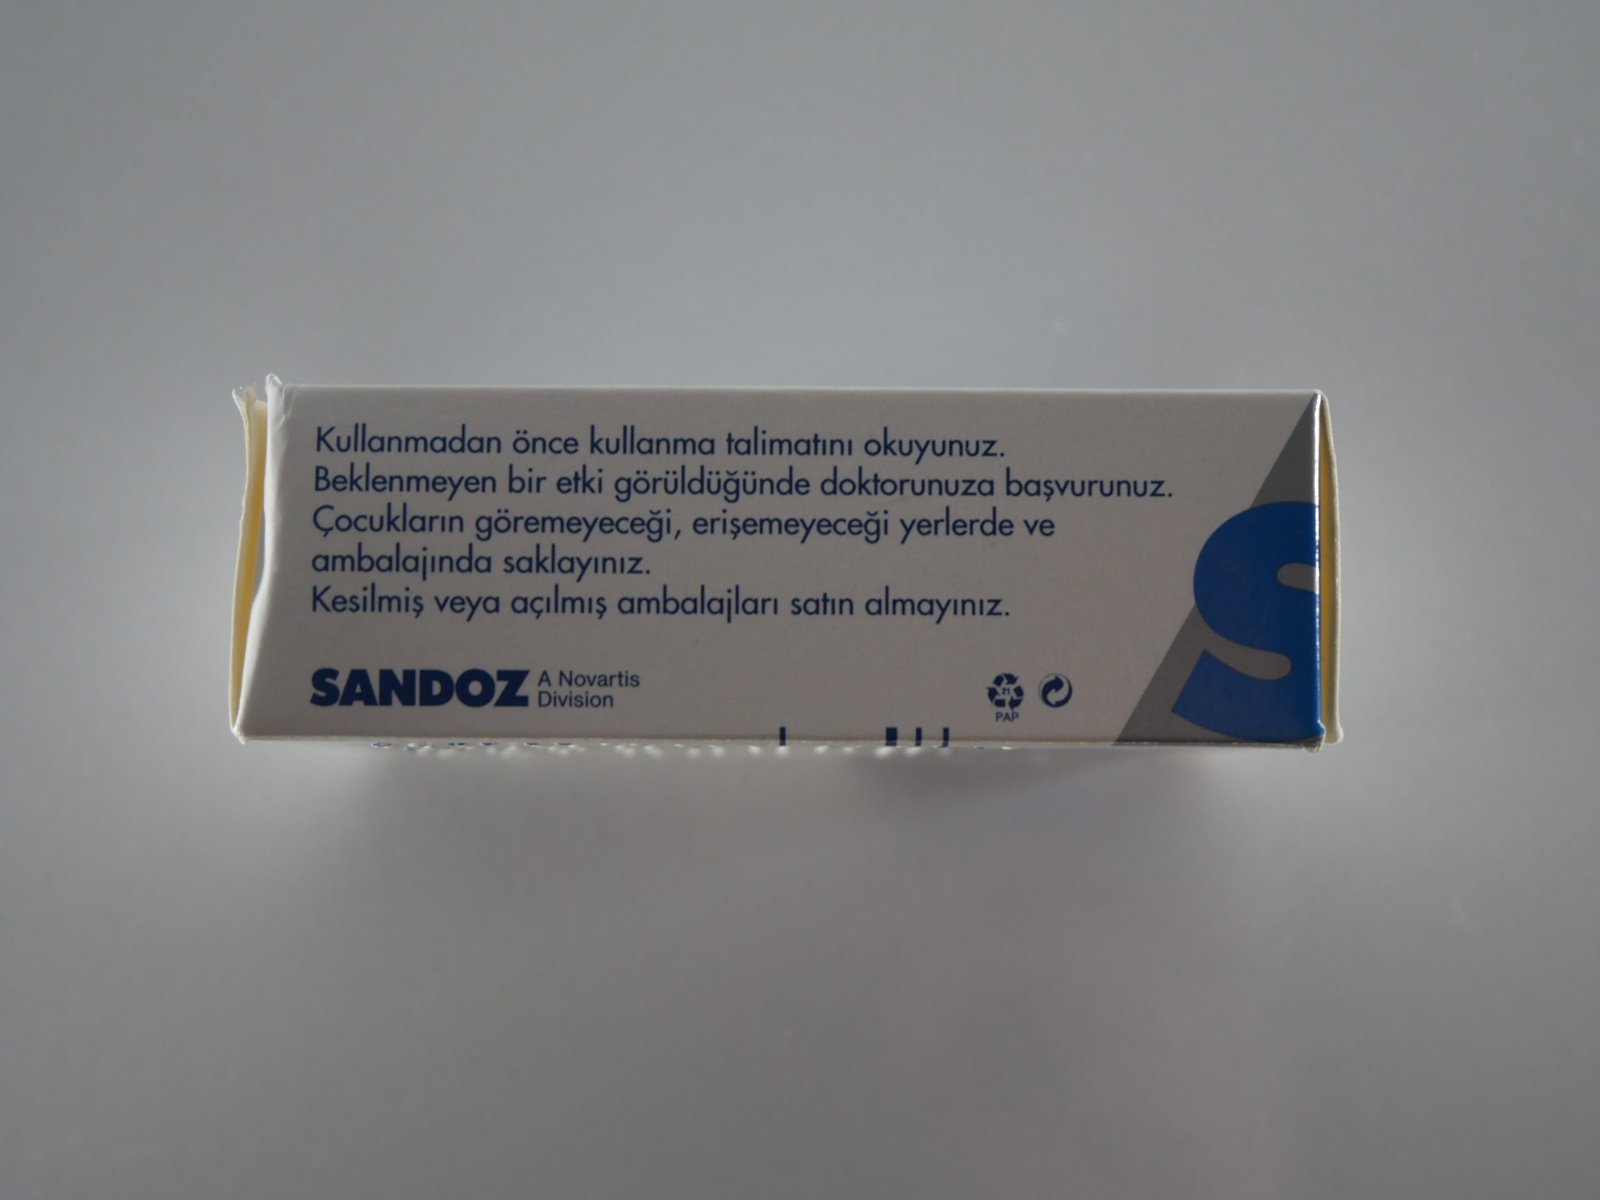 Kullanmadan önce kullanma talimatını okuyunuz.
Beklenmeyen bir etki görüldüğünde doktorunuza başvurunuz.
Çocukların göremeyeceği, erişemeyeceği yerlerde ve
ambalajında saklayınız.
Kesilmiş veya açılmış ambalajları satın almayınız.
SANDOZ A Novartis
Division
21
PAP
S